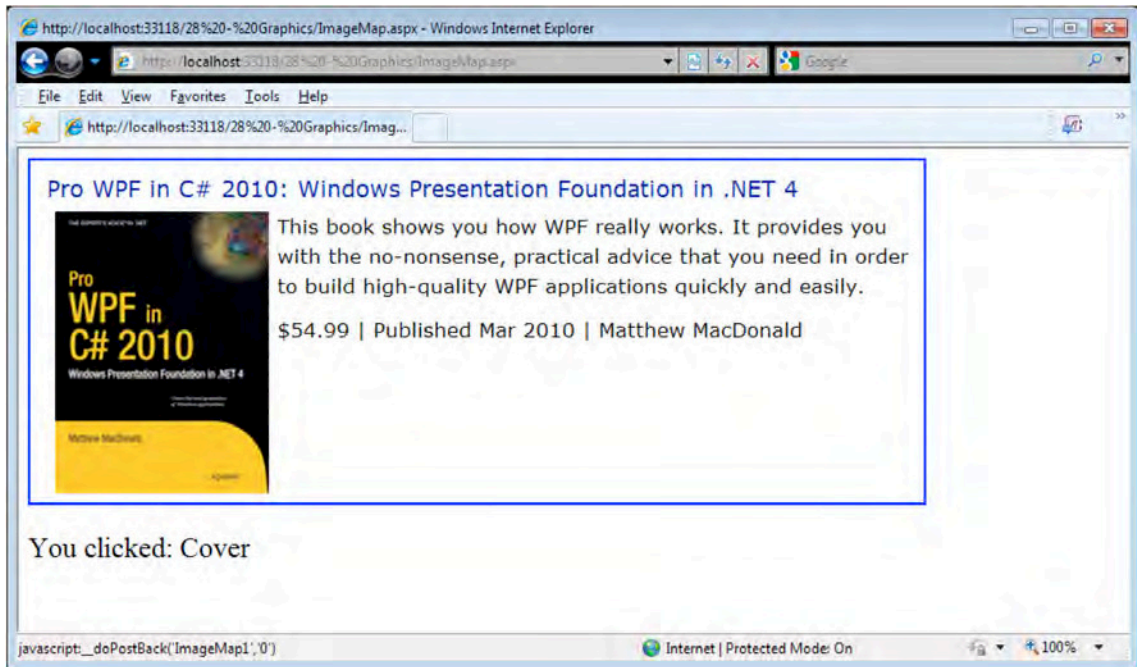 http://localhost:33118/28%20-%20Graphics/ImageMap.aspx - Windows Internet Explorer
http://localhost:33118/28%20-%20Graphics/ImageMap.aspx
Google
File Edit View Favorites Tools Help
http://localhost:33118/28%20-%20Graphics/Imag...
Pro WPF in C# 2010: Windows Presentation Foundation in .NET 4
This book shows you how WPF really works. It provides you
with the no-nonsense, practical advice that you need in order
to build high-quality WPF applications quickly and easily.
$54.99 | Published Mar 2010 | Matthew MacDonald
Pro
WPF in
C# 2010
Windows Presentation Foundation in .NET 4
Matthew MacDonald
You clicked: Cover
javascript:__doPostBack('ImageMap1','0')
Internet | Protected Mode: On
100%